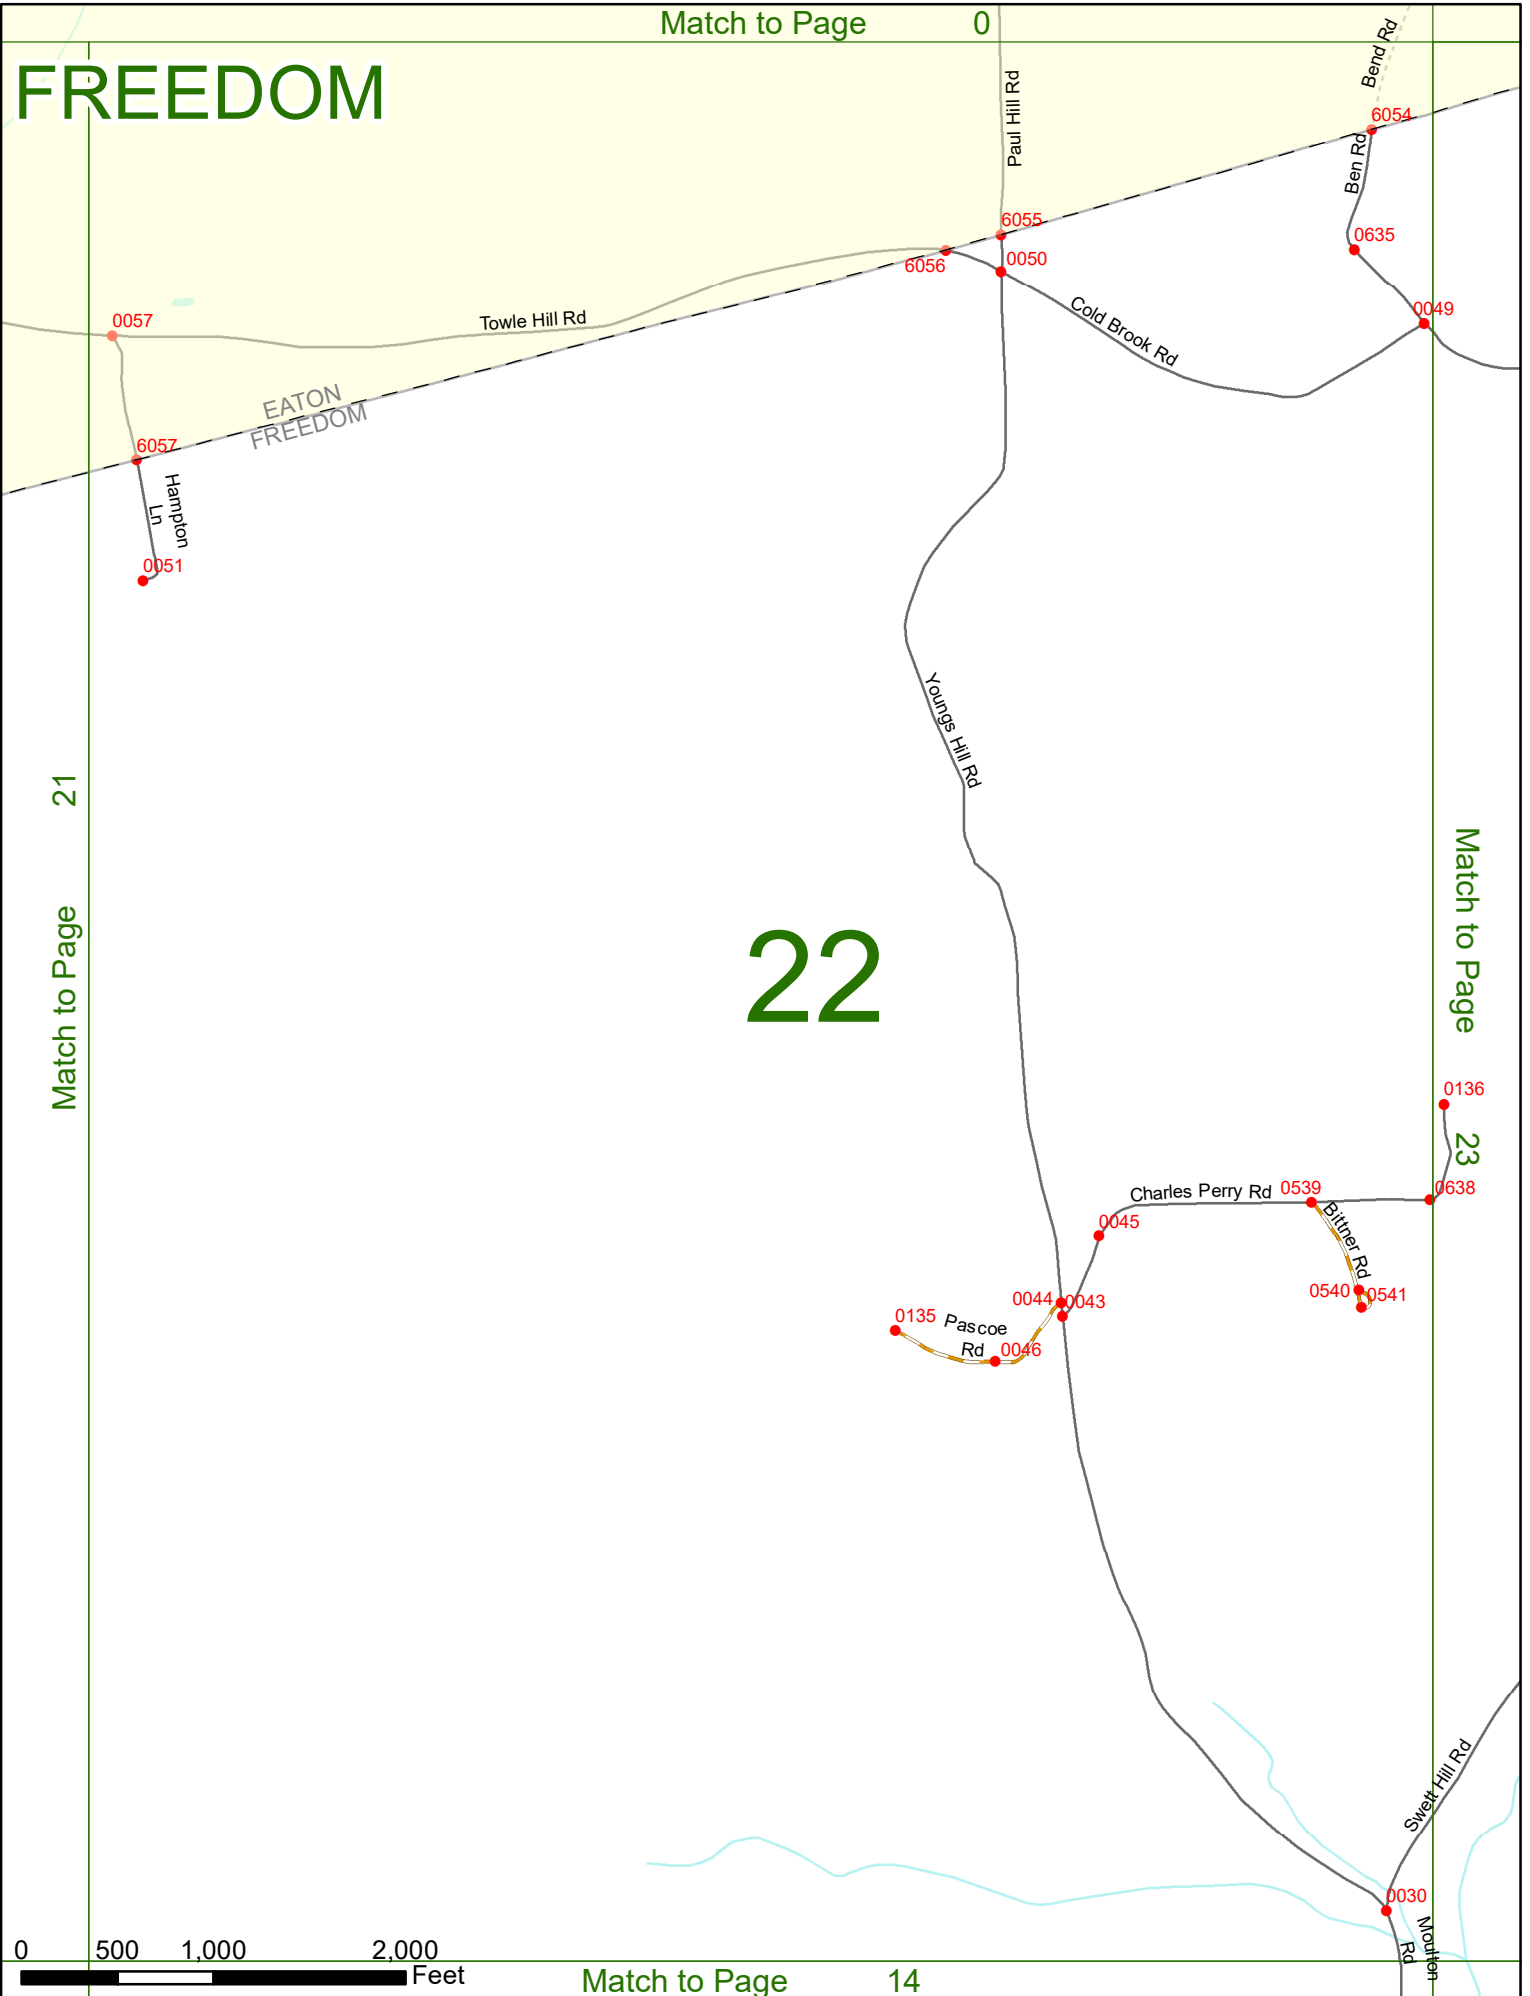 Match to Page 0
FREEDOM
Bend Rd
Paul Hill Rd
6054
Ben Rd
6055
0635
6056
0050
Cold Brook Rd
0049
0057
Towle Hill Rd
EATON
FREEDOM
6057
Hampton
Ln
0051
Youngs Hill Rd
Match to Page 21
22
Match to Page 23
0136
Charles Perry Rd
0539
0638
Bittner Rd
0045
0540
0541
0044
0043
0135
Pascoe
Rd
0046
Swett Hill Rd
0030
Moulton
Rd
0 500 1,000 2,000
Feet
Match to Page 14